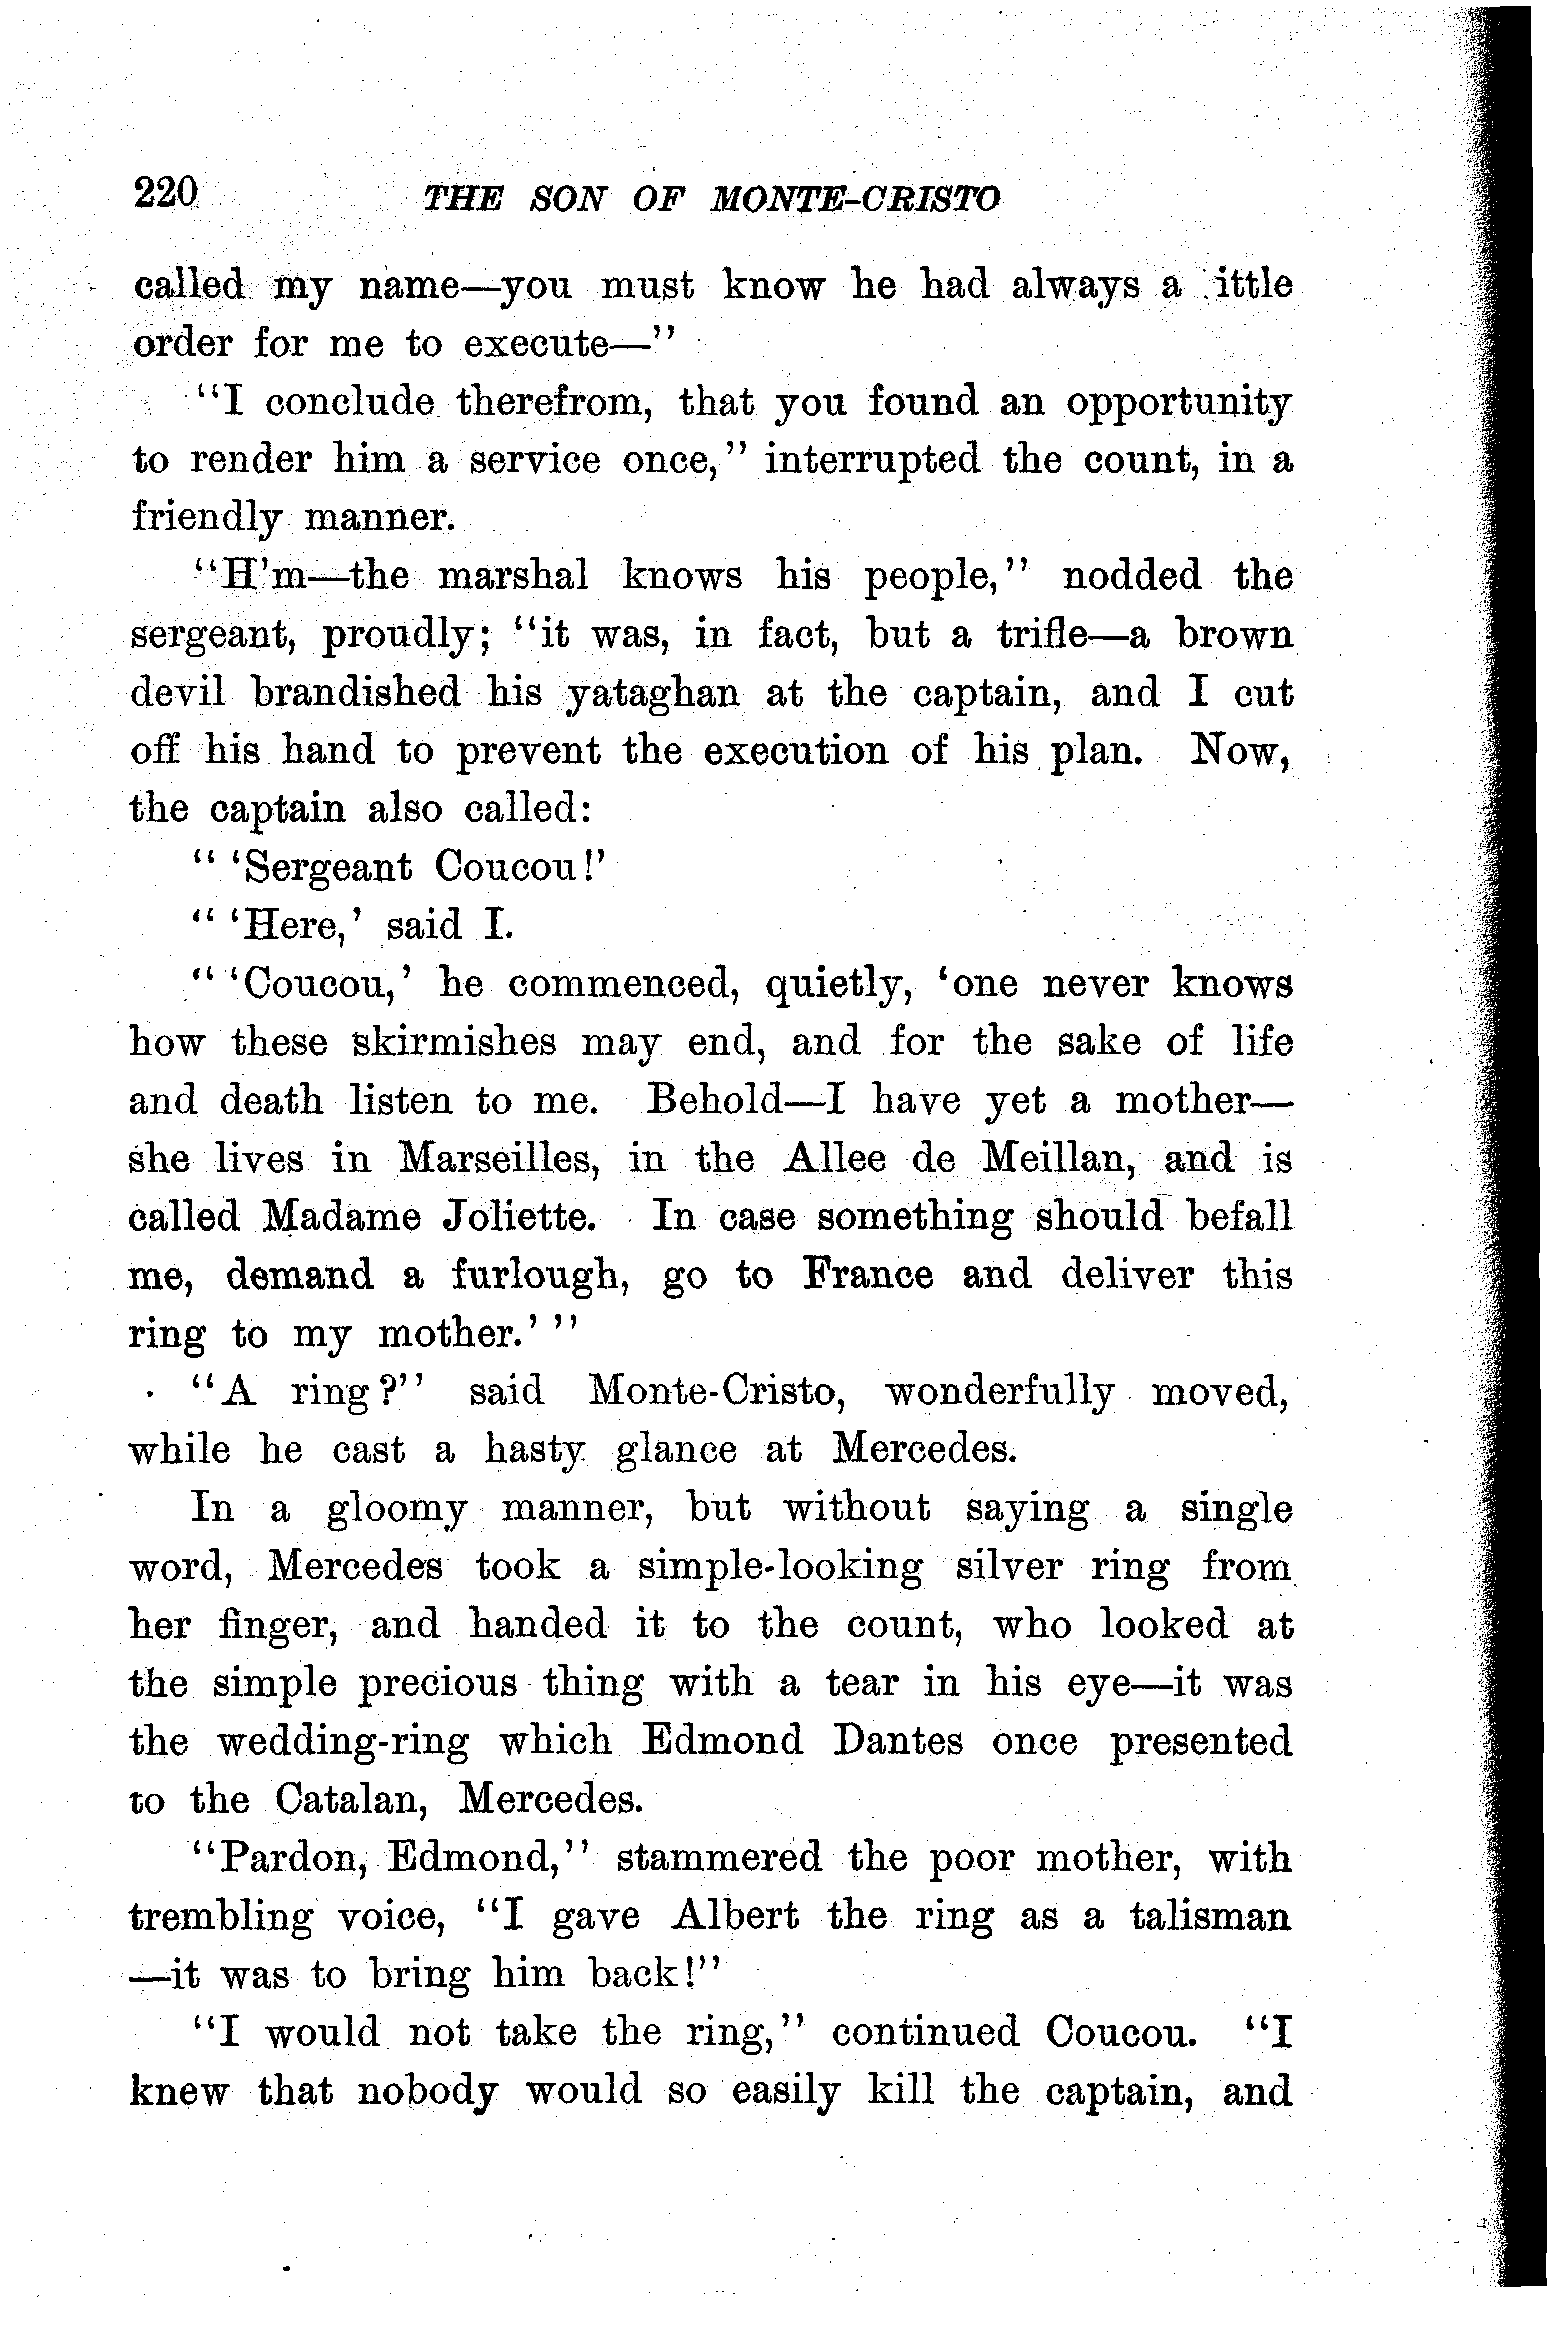 220 THE SON OF MONTE-CRISTO
called my name—you must know he had always a ittle
order for me to execute—"
"I conclude therefrom, that you found an opportunity
to render him a service once," interrupted the count, in a
friendly manner.
"H'm—the marshal knows his people," nodded the
sergeant, proudly; "it was, in fact, but a trifle—a brown
devil brandished his yataghan at the captain, and I cut
off his hand to prevent the execution of his plan. Now,
the captain also called:
" 'Sergeant Coucou!'
" 'Here,' said I.
" 'Coucou,' he commenced, quietly, 'one never knows
how these skirmishes may end, and for the sake of life
and death listen to me. Behold—I have yet a mother—
she lives in Marseilles, in the Allee de Meillan, and is
called Madame Joliette. In case something should befall
me, demand a furlough, go to France and deliver this
ring to my mother.' "
"A ring?" said Monte-Cristo, wonderfully moved,
while he cast a hasty glance at Mercedes.
In a gloomy manner, but without saying a single
word, Mercedes took a simple-looking silver ring from
her finger, and handed it to the count, who looked at
the simple precious thing with a tear in his eye—it was
the wedding-ring which Edmond Dantes once presented
to the Catalan, Mercedes.
"Pardon, Edmond," stammered the poor mother, with
trembling voice, "I gave Albert the ring as a talisman
—it was to bring him back!"
"I would not take the ring," continued Coucou. "I
knew that nobody would so easily kill the captain, and